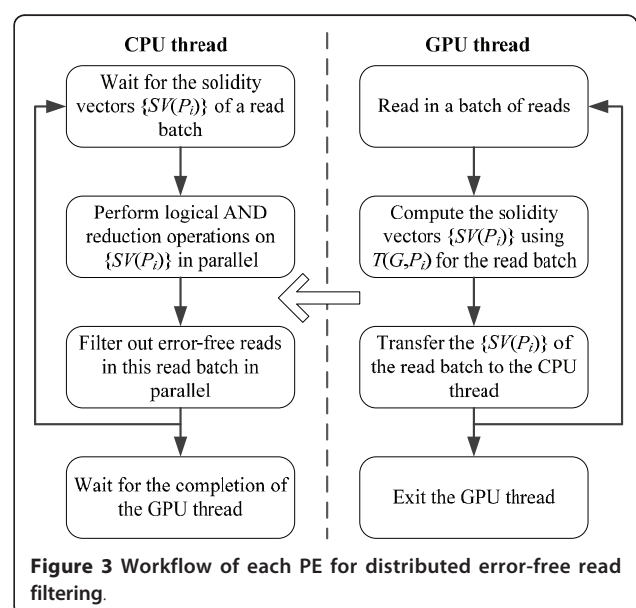 CPU thread
Wait for the solidity
vectors {SV(Pi)} of a read
batch
Perform logical AND
reduction operations on
{SV(Pi)} in parallel
Filter out error-free reads
in this read batch in
parallel
Wait for the completion of
the GPU thread
GPU thread
Read in a batch of reads
Compute the solidity
vectors {SV(Pi)} using
T(G,Pi) for the read batch
Transfer the {SV(Pi)} of
the read batch to the CPU
thread
Exit the GPU thread
Figure 3 Workflow of each PE for distributed error-free read
filtering.